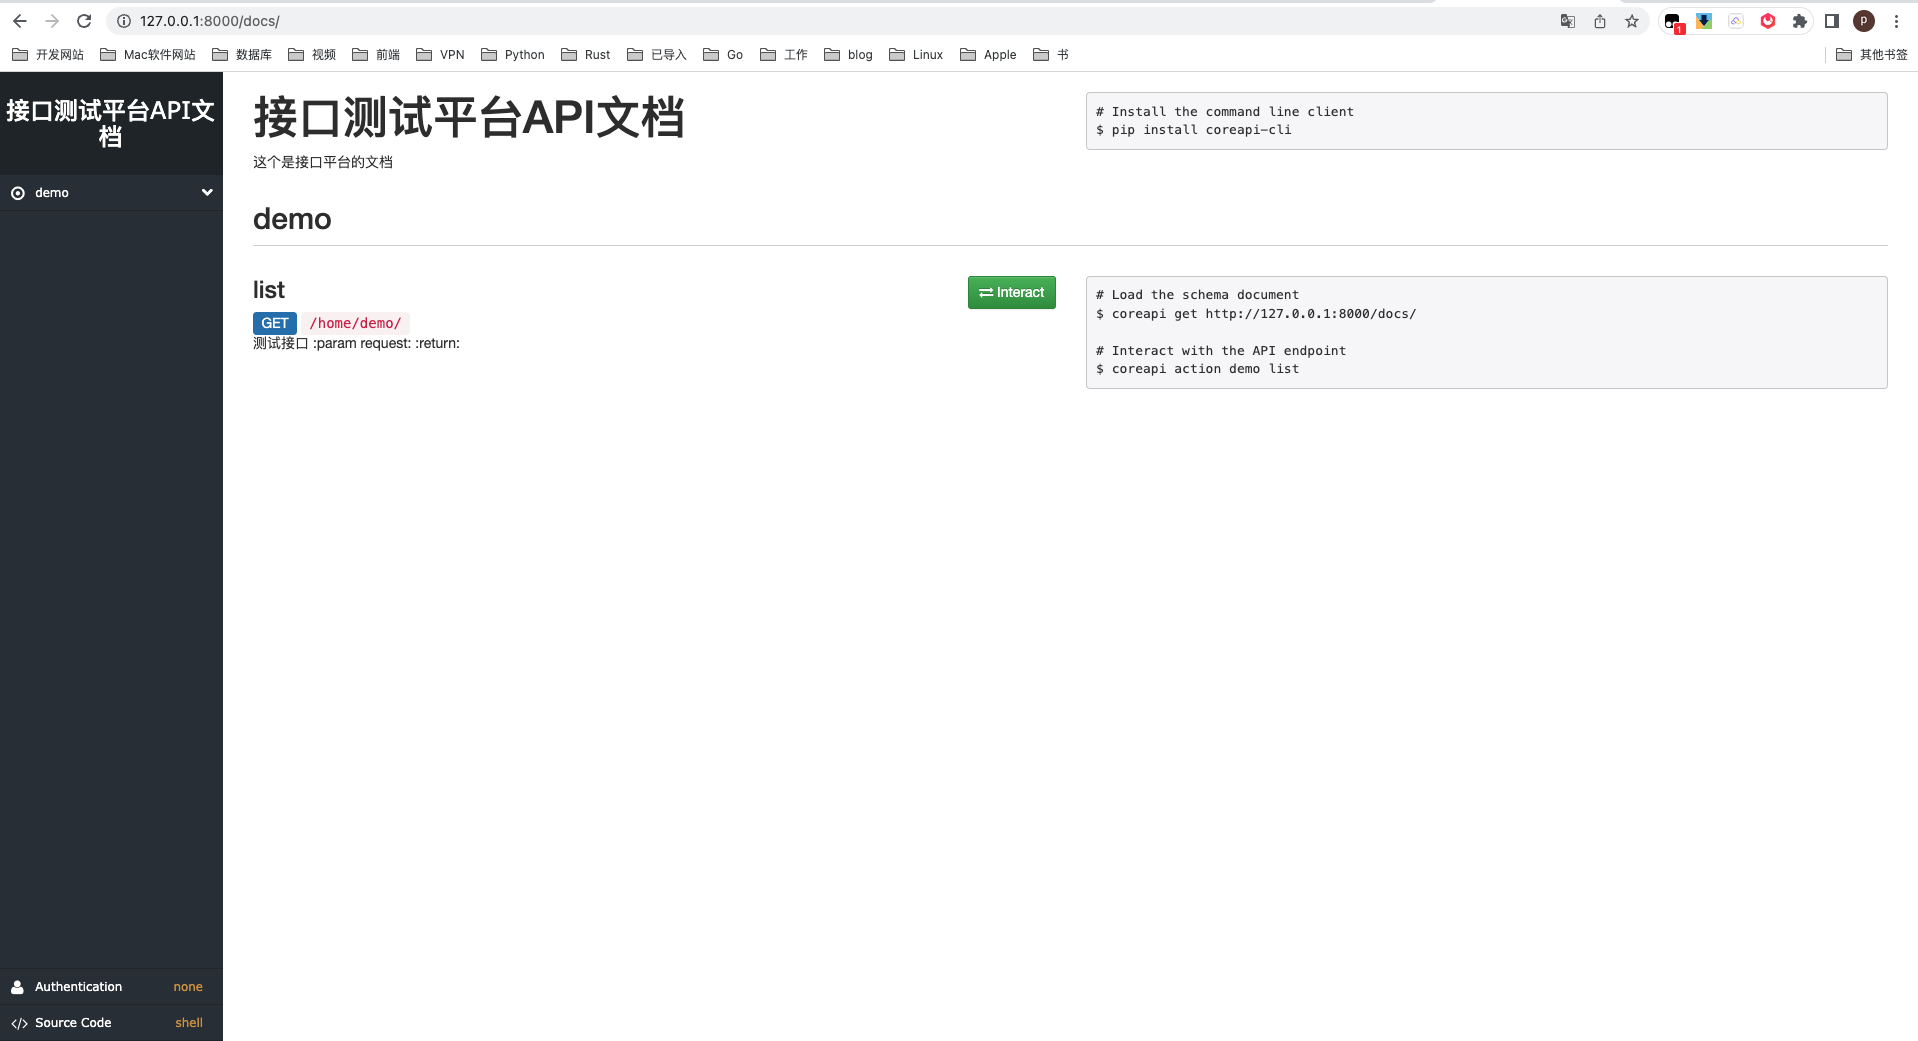 127.0.0.1:8000/docs/
1
p
开发网站 Mac软件网站 数据库 视频 前端 VPN Python Rust 已导入 Go 工作 blog Linux Apple 书 其他书签
接口测试平台API文
档
demo
Authentication none
</> Source Code shell
接口测试平台API文档
这个是接口平台的文档
# Install the command line client
$ pip install coreapi-cli
demo
list
Interact
GET /home/demo/
测试接口 :param request: :return:
# Load the schema document
$ coreapi get http://127.0.0.1:8000/docs/
# Interact with the API endpoint
$ coreapi action demo list